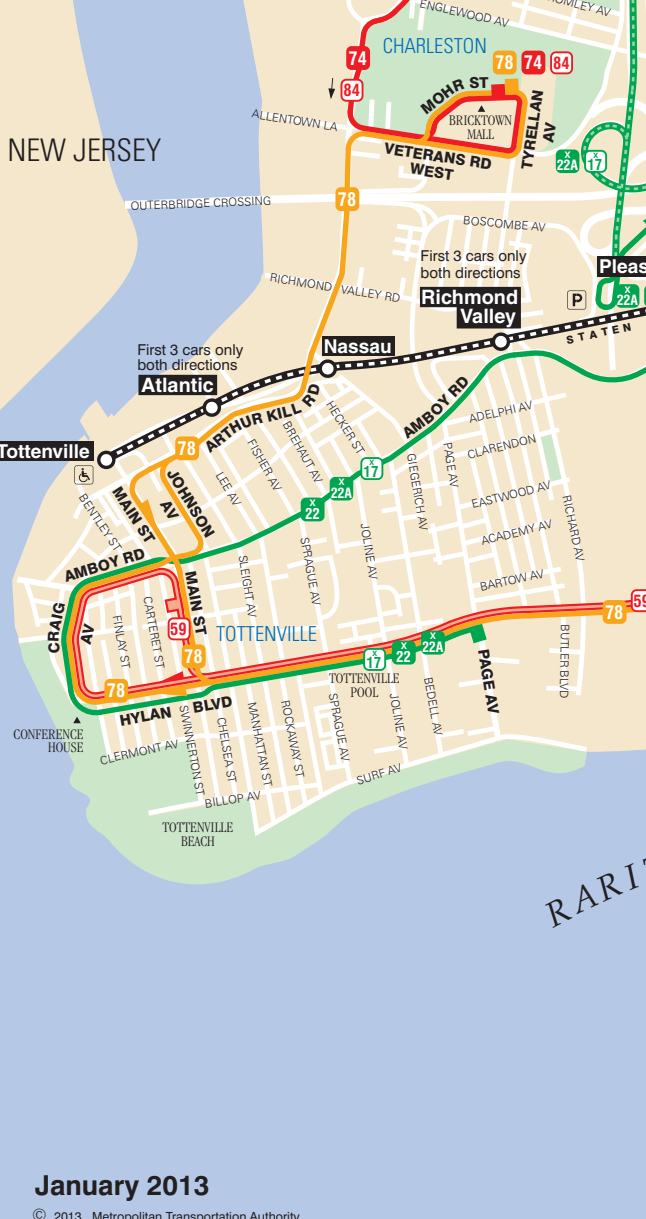 ENGLEWOOD AV
CHARLESTON
74
84
78 74 84
MOHR ST
BRICKTOWN
MALL
TYRELLAN
AV
ALLENTOWN LA
VETERANS RD
WEST
NEW JERSEY
X
22A
X
17
78
OUTERBRIDGE CROSSING
BOSCOMBE AV
First 3 cars only
both directions
Richmond
Valley
P
X
22A
RICHMOND VALLEY RD
STATEN
Nassau
First 3 cars only
both directions
Atlantic
ARTHUR KILL RD
HECKER ST
AMBOY RD
ADELPHI AV
CLARENDON
Tottenville
78
BREHAUT AV
FISHER AV
LEE AV
X
17
X
22A
X
22
GIEGERICH AV
PAGE AV
EASTWOOD AV
RICHARD AV
ACADEMY AV
BARTOW AV
JOHNSON
AV
MAIN ST
BENTLEY ST
AMBOY RD
SLEIGHT AV
SPRAGUE AV
JOLINE AV
CRAIG
AV
FINLAY ST
CARTERET ST
MAIN ST
59
78
TOTTENVILLE
78
59
X
17
X
22
X
22A
TOTTENVILLE
POOL
PAGE AV
BUTLER BLVD
78
HYLAN BLVD
CONFERENCE
HOUSE
CLERMONT AV
SWINNERTON ST
CHELSEA ST
MANHATTAN ST
ROCKAWAY ST
SPRAGUE AV
JOLINE AV
BEDELL AV
SURF AV
BILLOP AV
TOTTENVILLE
BEACH
January 2013
© 2013 Metropolitan Transportation Authority